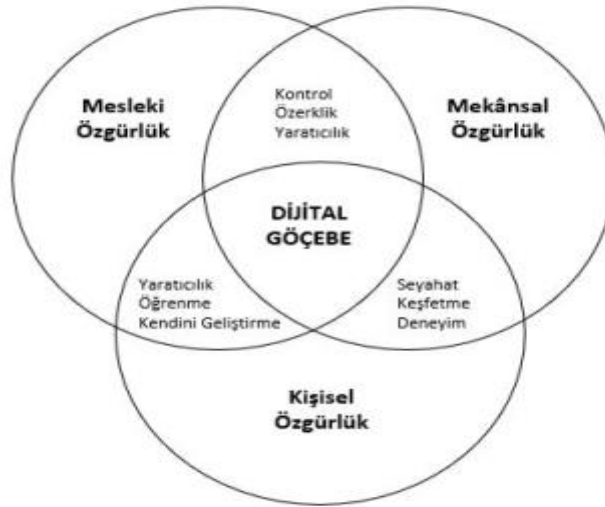 Mesleki
Özgürlük
Kontrol
Özerklik
Yaratıcılık
Mekânsal
Özgürlük
DİJİTAL
GÖÇEBE
Yaratıcılık
Öğrenme
Kendini Geliştirme
Seyahat
Keşfetme
Deneyim
Kişisel
Özgürlük